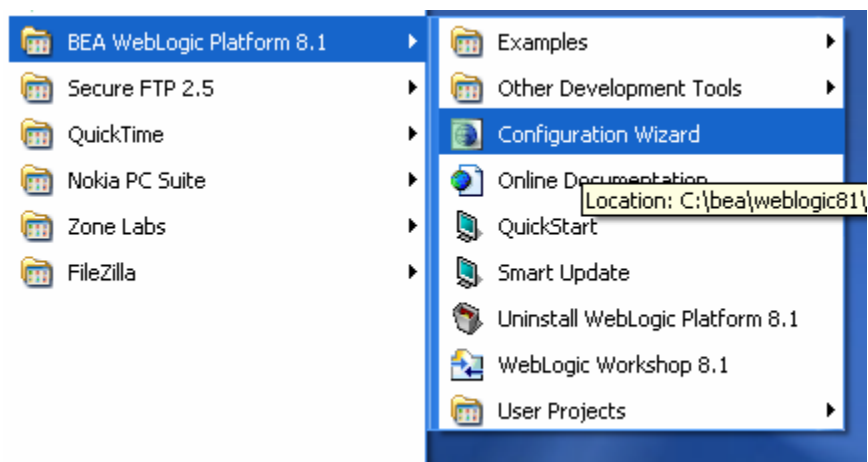 BEA WebLogic Platform 8.1
Secure FTP 2.5
QuickTime
Nokia PC Suite
Zone Labs
FileZilla
Examples
Other Development Tools
Configuration Wizard
Online Documentation
Location: C:\bea\weblogic81\
QuickStart
Smart Update
Uninstall WebLogic Platform 8.1
WebLogic Workshop 8.1
User Projects